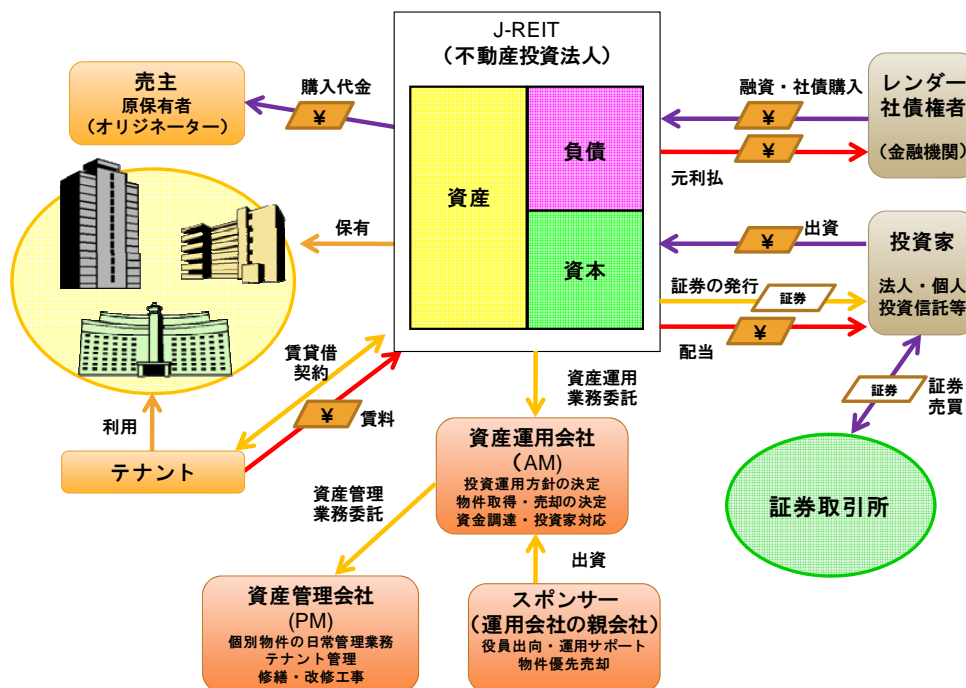 J-REIT
（不動産投資法人）
売主
原保有者
（オリジネーター）
購入代金
¥
融資・社債購入
¥
レンダー
社債権者
（金融機関）
資産
負債
資本
¥
元利払
保有
¥
出資
投資家
法人・個人
投資信託等
証券の発行
証券
¥
配当
賃貸借
契約
¥
賃料
利用
テナント
資産運用
業務委託
証券
証券
売買
資産運用会社
（AM)
投資運用方針の決定
物件取得・売却の決定
資金調達・投資家対応
資産管理
業務委託
証券取引所
出資
資産管理会社
(PM)
個別物件の日常管理業務
テナント管理
修繕・改修工事
スポンサー
（運用会社の親会社）
役員出向・運用サポート
物件優先売却